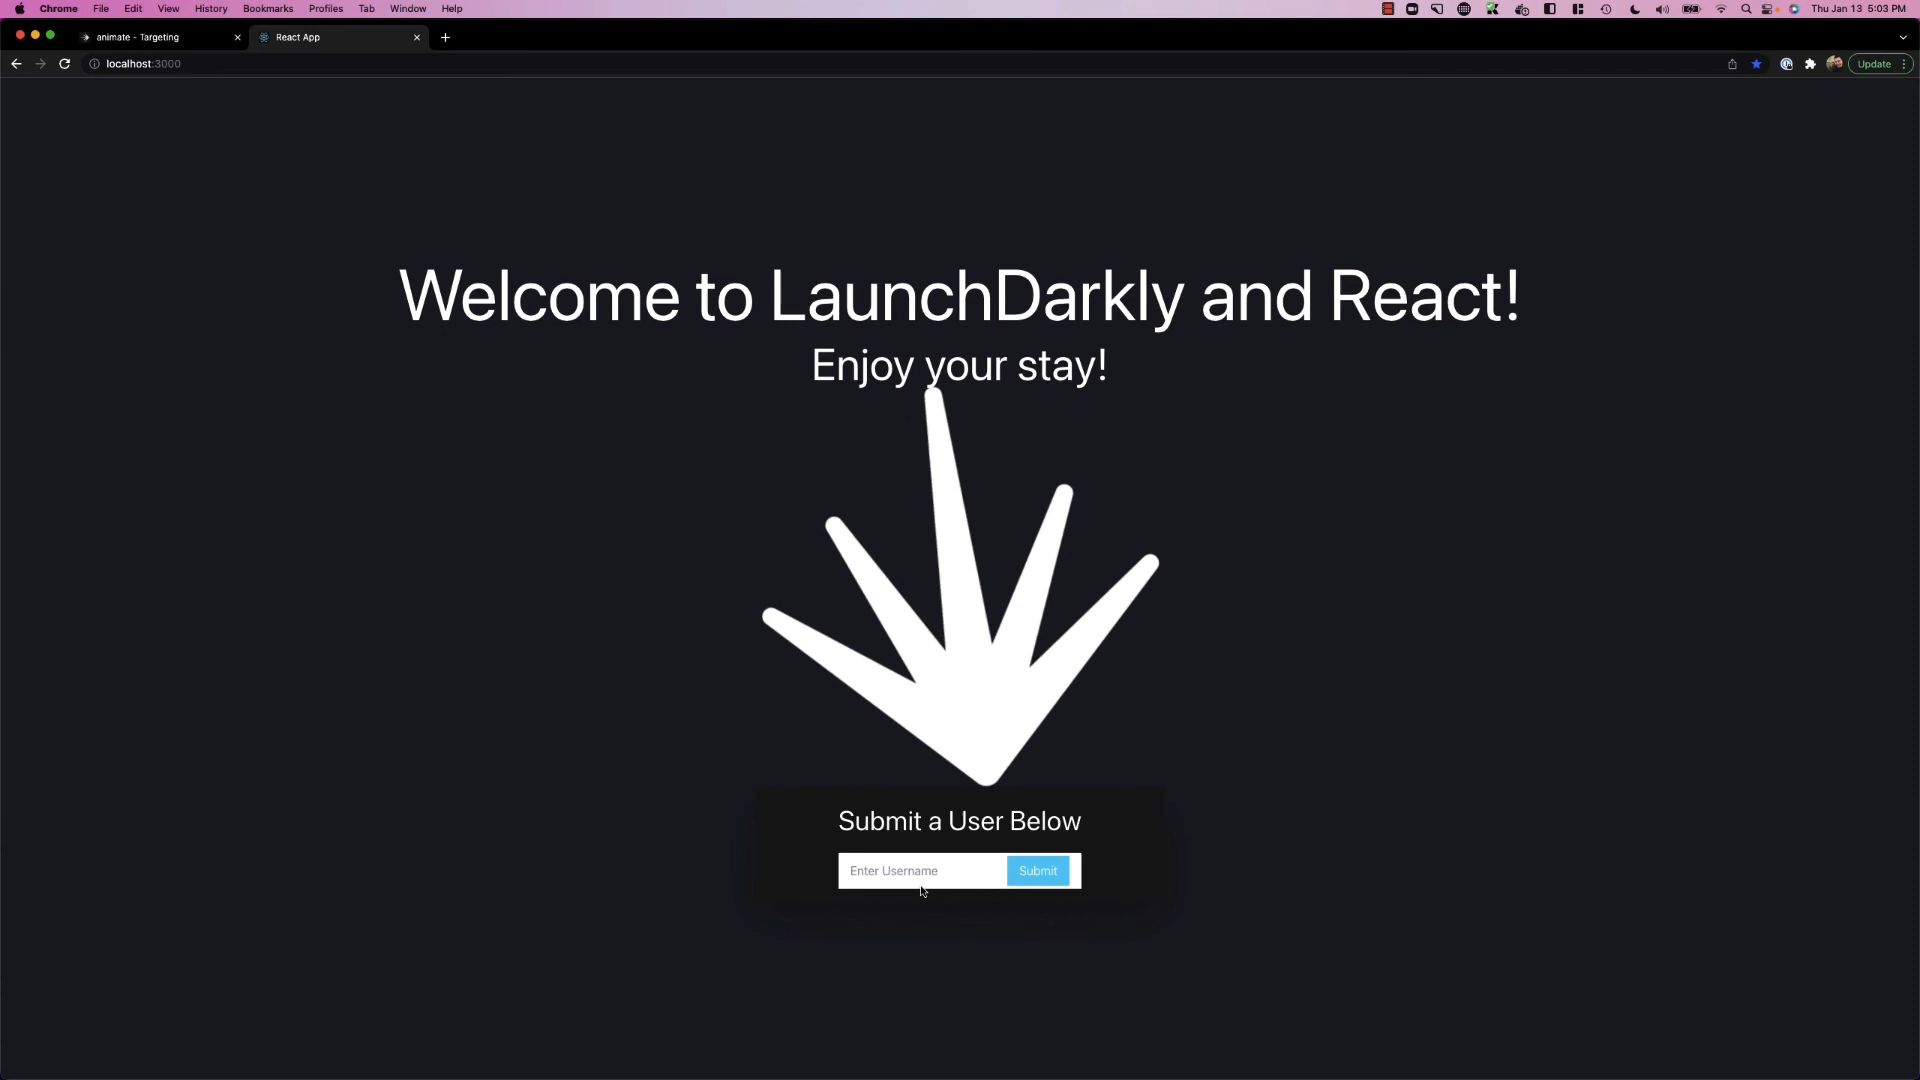 Chrome File Edit View History Bookmarks Profiles Tab Window Help Thu Jan 13 5:03 PM
animate - Targeting React App
localhost:3000 Update
Welcome to LaunchDarkly and React!
Enjoy your stay!
Submit a User Below
Enter Username Submit